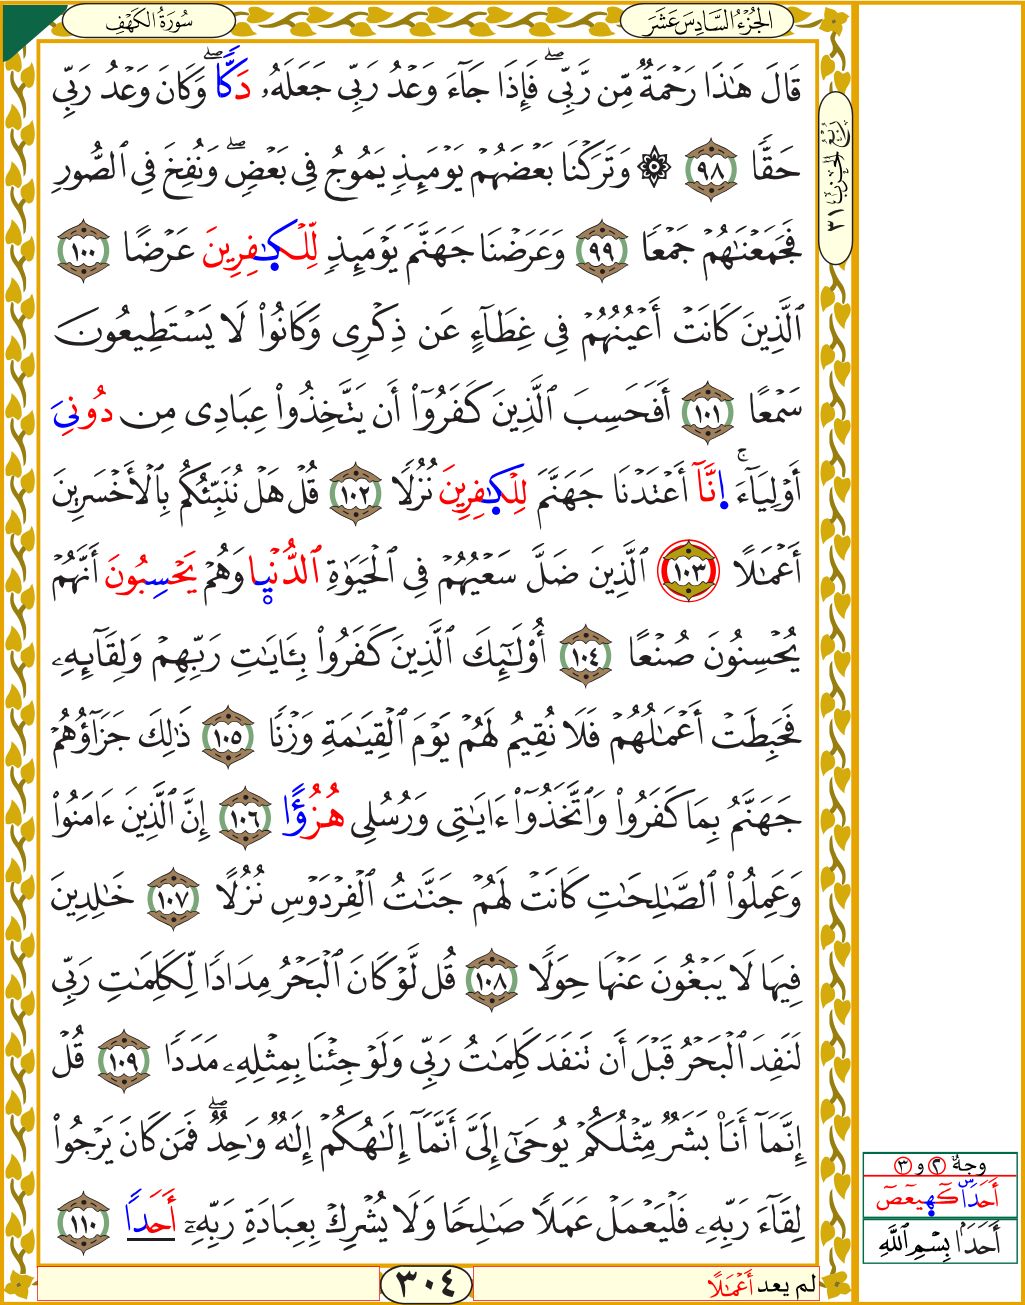 الجُزْءُ السَّادِسَ عَشَرَ
سُورَةُ الكَهْفِ
قَالَ هَٰذَا رَحْمَةٌ مِّن رَّبِّي ۖ فَإِذَا جَآءَ وَعْدُ رَبِّي جَعَلَهُۥ دَكًّا ۖ وَكَانَ وَعْدُ رَبِّي
حَقًّا ٩٨ ۞ وَتَرَكْنَا بَعْضَهُمْ يَوْمَئِذٍ يَمُوجُ فِي بَعْضٍ ۖ وَنُفِخَ فِي ٱلصُّورِ
فَجَمَعْنَٰهُمْ جَمْعًا ٩٩ وَعَرَضْنَا جَهَنَّمَ يَوْمَئِذٍ لِّلْكَٰفِرِينَ عَرْضًا ١٠٠
ٱلَّذِينَ كَانَتْ أَعْيُنُهُمْ فِي غِطَآءٍ عَن ذِكْرِي وَكَانُوا۟ لَا يَسْتَطِيعُونَ
سَمْعًا ١٠١ أَفَحَسِبَ ٱلَّذِينَ كَفَرُوٓا۟ أَن يَتَّخِذُوا۟ عِبَادِي مِن دُونِيَ
أَوْلِيَآءَ ۚ إِنَّآ أَعْتَدْنَا جَهَنَّمَ لِلْكَٰفِرِينَ نُزُلًا ١٠٢ قُلْ هَلْ نُنَبِّئُكُم بِٱلْأَخْسَرِينَ
أَعْمَٰلًا ١٠٣ ٱلَّذِينَ ضَلَّ سَعْيُهُمْ فِي ٱلْحَيَوٰةِ ٱلدُّنْيَا وَهُمْ يَحْسِبُونَ أَنَّهُمْ
يُحْسِنُونَ صُنْعًا ١٠٤ أُو۟لَٰٓئِكَ ٱلَّذِينَ كَفَرُوا۟ بِـَٔايَٰتِ رَبِّهِمْ وَلِقَآئِهِۦ
فَحَبِطَتْ أَعْمَٰلُهُمْ فَلَا نُقِيمُ لَهُمْ يَوْمَ ٱلْقِيَٰمَةِ وَزْنًا ١٠٥ ذَٰلِكَ جَزَآؤُهُمْ
جَهَنَّمُ بِمَا كَفَرُوا۟ وَٱتَّخَذُوٓا۟ ءَايَٰتِي وَرُسُلِي هُزُؤًا ١٠٦ إِنَّ ٱلَّذِينَ ءَامَنُوا۟
وَعَمِلُوا۟ ٱلصَّٰلِحَٰتِ كَانَتْ لَهُمْ جَنَّٰتُ ٱلْفِرْدَوْسِ نُزُلًا ١٠٧ خَٰلِدِينَ
فِيهَا لَا يَبْغُونَ عَنْهَا حِوَلًا ١٠٨ قُل لَّوْ كَانَ ٱلْبَحْرُ مِدَادًا لِّكَلِمَٰتِ رَبِّي
لَنَفِدَ ٱلْبَحْرُ قَبْلَ أَن تَنفَدَ كَلِمَٰتُ رَبِّي وَلَوْ جِئْنَا بِمِثْلِهِۦ مَدَدًا ١٠٩ قُلْ
إِنَّمَآ أَنَا۠ بَشَرٌ مِّثْلُكُمْ يُوحَىٰٓ إِلَيَّ أَنَّمَآ إِلَٰهُكُمْ إِلَٰهٌ وَٰحِدٌ ۖ فَمَن كَانَ يَرْجُوا۟
لِقَآءَ رَبِّهِۦ فَلْيَعْمَلْ عَمَلًا صَٰلِحًا وَلَا يُشْرِكْ بِعِبَادَةِ رَبِّهِۦٓ أَحَدًا ١١٠
رُبْعُ الحِزْب ٣١
وجهٌ ٢ و ٣
أَحَدًاس كٓهيعٓصٓ
أَحَدًا بِسْمِ ٱللَّهِ
لم يعد أَعْمَٰلًا
٣٠٤